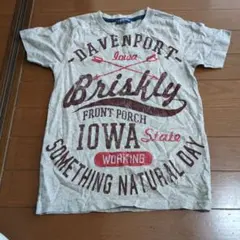 DAVENPORT
Iowa
Briskly
FRONT PORCH
IOWA State
WORKING
SOMETHING NATURAL DAY